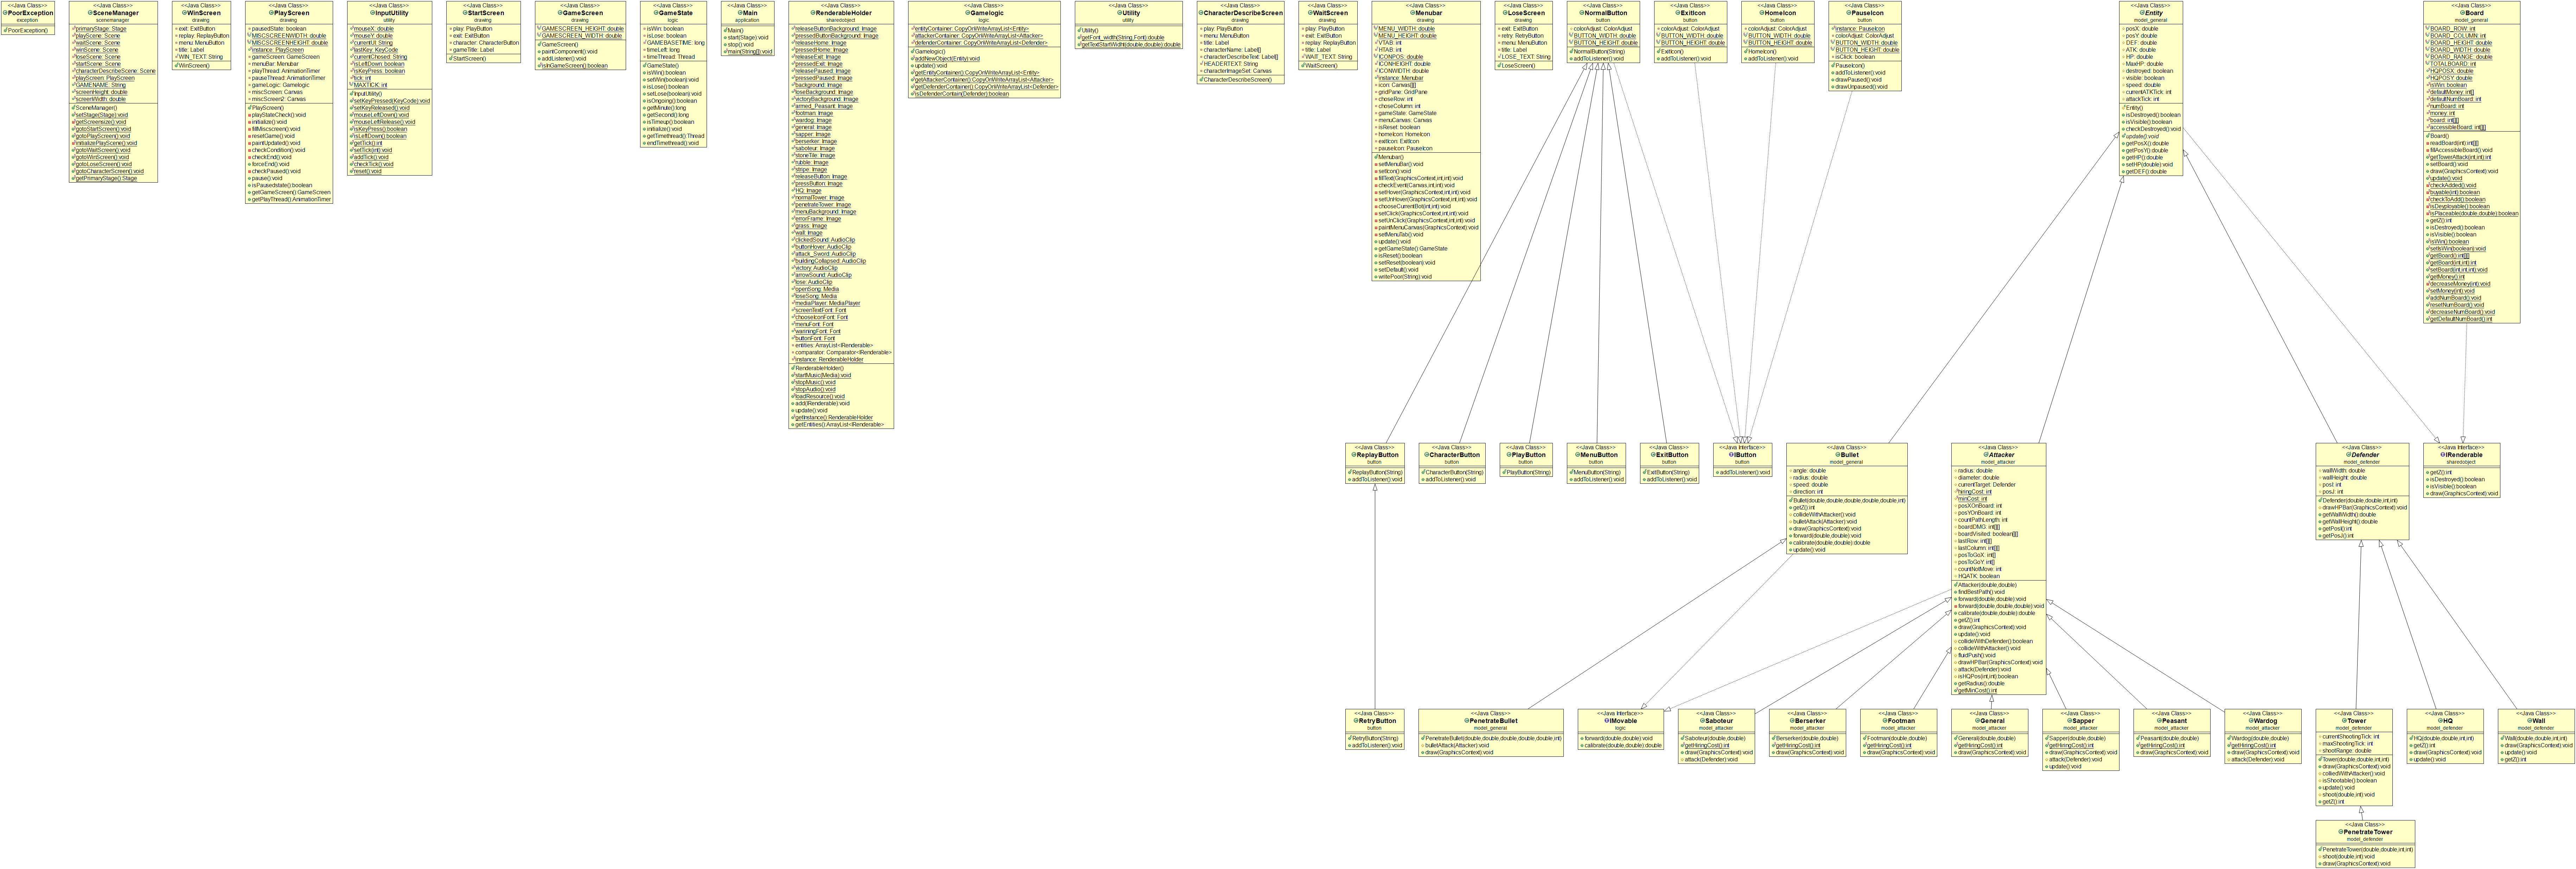 <<Java Class>>
PoorException
exception
PoorException()
<<Java Class>>
SceneManager
scenemanager
primaryStage: Stage
playScene: Scene
waitScene: Scene
winScene: Scene
loseScene: Scene
startScene: Scene
characterDescribeScene: Scene
playScreen: PlayScreen
GAMENAME: String
screenHeight: double
screenWidth: double
SceneManager()
setStage(Stage):void
getScreensize():void
gotoStartScreen():void
gotoPlayScreen():void
initializePlayScene():void
gotoWaitScreen():void
gotoWinScreen():void
gotoLoseScreen():void
gotoCharacterScreen():void
getPrimaryStage():Stage
<<Java Class>>
WinScreen
drawing
exit: ExitButton
replay: ReplayButton
menu: MenuButton
title: Label
WIN_TEXT: String
WinScreen()
<<Java Class>>
PlayScreen
drawing
pausedState: boolean
MISCSCREENWIDTH: double
MISCSCREENHEIGHT: double
instance: PlayScreen
gameScreen: GameScreen
menuBar: Menubar
playThread: AnimationTimer
pauseThread: AnimationTimer
gameLogic: Gamelogic
miscScreen: Canvas
miscScreen2: Canvas
PlayScreen()
playStateCheck():void
initialize():void
fillMiscscreen():void
resetGame():void
paintUpdated():void
checkCondition():void
checkEnd():void
forceEnd():void
checkPaused():void
pause():void
isPausedstate():boolean
getGameScreen():GameScreen
getPlayThread():AnimationTimer
<<Java Class>>
InputUtility
utility
mouseX: double
mouseY: double
currentUI: String
lastKey: KeyCode
currentChosed: String
isLeftDown: boolean
isKeyPress: boolean
tick: int
MAXTICK: int
InputUtility()
setKeyPressed(KeyCode):void
setKeyReleased():void
mouseLeftDown():void
mouseLeftRelease():void
isKeyPress():boolean
isLeftDown():boolean
getTick():int
setTick(int):void
addTick():void
checkTick():void
reset():void
<<Java Class>>
StartScreen
drawing
play: PlayButton
exit: ExitButton
character: CharacterButton
gameTitle: Label
StartScreen()
<<Java Class>>
GameScreen
drawing
GAMESCREEN_HEIGHT: double
GAMESCREEN_WIDTH: double
GameScreen()
paintComponent():void
addListener():void
isinGameScreen():boolean
<<Java Class>>
GameState
logic
isWin: boolean
isLose: boolean
GAMEBASETIME: long
timeLeft: long
timeThread: Thread
GameState()
isWin():boolean
setWin(boolean):void
isLose():boolean
setLose(boolean):void
isOngoing():boolean
getMinute():long
getSecond():long
isTimeup():boolean
initialize():void
getTimethread():Thread
endTimethread():void
<<Java Class>>
Main
application
Main()
start(Stage):void
stop():void
main(String[]):void
<<Java Class>>
RenderableHolder
sharedobject
releaseButtonBackground: Image
pressedButtonBackground: Image
releaseHome: Image
releaseExit: Image
pressedHome: Image
pressedExit: Image
releasePaused: Image
pressedPaused: Image
background: Image
loseBackground: Image
victoryBackground: Image
armed_Peasant: Image
footman: Image
wardog: Image
general: Image
sapper: Image
berserker: Image
saboteur: Image
stoneTile: Image
rubble: Image
stripe: Image
releaseButton: Image
pressButton: Image
HQ: Image
normalTower: Image
penetrateTower: Image
menuBackground: Image
errorFrame: Image
grass: Image
wall: Image
clickedSound: AudioClip
buttonHover: AudioClip
attack_Sword: AudioClip
buildingCollapsed: AudioClip
victory: AudioClip
arrowSound: AudioClip
lose: AudioClip
openSong: Media
loseSong: Media
mediaPlayer: MediaPlayer
screenTextFont: Font
chooseIconFont: Font
menuFont: Font
warningFont: Font
buttonFont: Font
entities: ArrayList<IRenderable>
comparator: Comparator<IRenderable>
instance: RenderableHolder
RenderableHolder()
startMusic(Media):void
stopMusic():void
stopAudio():void
loadResource():void
add(IRenderable):void
update():void
getInstance():RenderableHolder
getEntities():ArrayList<IRenderable>
<<Java Class>>
Gamelogic
logic
entityContainer: CopyOnWriteArrayList<Entity>
attackerContainer: CopyOnWriteArrayList<Attacker>
defenderContainer: CopyOnWriteArrayList<Defender>
Gamelogic()
addNewObject(Entity):void
update():void
getEntityContainer():CopyOnWriteArrayList<Entity>
getAttackerContainer():CopyOnWriteArrayList<Attacker>
getDefenderContainer():CopyOnWriteArrayList<Defender>
isDefenderContain(Defender):boolean
<<Java Class>>
Utility
utility
Utility()
getFont_width(String,Font):double
getTextStartWidth(double,double):double
<<Java Class>>
CharacterDescribeScreen
drawing
play: PlayButton
menu: MenuButton
title: Label
characterName: Label[]
characterDescribeText: Label[]
HEADERTEXT: String
characterImageSet: Canvas
CharacterDescribeScreen()
<<Java Class>>
WaitScreen
drawing
play: PlayButton
exit: ExitButton
replay: ReplayButton
title: Label
WAIT_TEXT: String
WaitScreen()
<<Java Class>>
Menubar
drawing
MENU_WIDTH: double
MENU_HEIGHT: double
VTAB: int
HTAB: int
ICONPOS: double
ICONHEIGHT: double
ICONWIDTH: double
instance: Menubar
icon: Canvas[][]
gridPane: GridPane
choseRow: int
choseColumn: int
gameState: GameState
menuCanvas: Canvas
isReset: boolean
homeIcon: HomeIcon
exitIcon: ExitIcon
pauseIcon: PauseIcon
Menubar()
setMenuBar():void
setIcon():void
fillText(GraphicsContext,int,int):void
checkEvent(Canvas,int,int):void
setHover(GraphicsContext,int,int):void
setUnHover(GraphicsContext,int,int):void
chooseCurrentBot(int,int):void
setClick(GraphicsContext,int,int):void
setUnClick(GraphicsContext,int,int):void
paintMenuCanvas(GraphicsContext):void
setMenuTab():void
update():void
getGameState():GameState
isReset():boolean
setReset(boolean):void
setDefault():void
writePoor(String):void
<<Java Class>>
LoseScreen
drawing
exit: ExitButton
retry: RetryButton
menu: MenuButton
title: Label
LOSE_TEXT: String
LoseScreen()
<<Java Class>>
NormalButton
button
colorAdjust: ColorAdjust
BUTTON_WIDTH: double
BUTTON_HEIGHT: double
NormalButton(String)
addToListener():void
<<Java Class>>
ExitIcon
button
colorAdjust: ColorAdjust
BUTTON_WIDTH: double
BUTTON_HEIGHT: double
ExitIcon()
addToListener():void
<<Java Class>>
HomeIcon
button
colorAdjust: ColorAdjust
BUTTON_WIDTH: double
BUTTON_HEIGHT: double
HomeIcon()
addToListener():void
<<Java Class>>
PauseIcon
button
instance: PauseIcon
colorAdjust: ColorAdjust
BUTTON_WIDTH: double
BUTTON_HEIGHT: double
isClick: boolean
PauseIcon()
addToListener():void
drawPaused():void
drawUnpaused():void
<<Java Class>>
Entity
model_general
posX: double
posY: double
DEF: double
HP: double
MaxHP: double
destroyed: boolean
visible: boolean
ATK: double
speed: double
currentATKTick: int
attackTick: int
Entity()
isDestroyed():boolean
isVisible():boolean
checkDestroyed():void
update():void
getPosX():double
getPosY():double
getHP():double
setHP(double):void
getDEF():double
<<Java Class>>
Board
model_general
BOARD_ROW: int
BOARD_COLUMN: int
BOARD_HEIGHT: double
BOARD_WIDTH: double
BOARD_RANGE: double
TOTALBOARD: int
HQPOSX: double
HQPOSY: double
isWin: boolean
defaultMoney: int[]
defaultNumBoard: int
numBoard: int
money: int
board: int[][]
accessibleBoard: int[][]
Board()
readBoard(int):int[][]
fillAccessibleBoard():void
getTowerAttack(int,int):int
setBoard():void
draw(GraphicsContext):void
update():void
checkAdded():void
buyable(int):boolean
checkToAdd():boolean
isDeyployable():boolean
isPlaceable(double,double):boolean
getZ():int
isDestroyed():boolean
isVisible():boolean
isWin():boolean
setIsWin(boolean):void
getBoard():int[][]
getBoard(int,int):int
setBoard(int,int,int):void
getMoney():int
decreaseMoney(int):void
setMoney(int):void
addNumBoard():void
resetNumBoard():void
decreaseNumBoard():void
getDefaultNumBoard():int
<<Java Class>>
ReplayButton
button
ReplayButton(String)
addToListener():void
<<Java Class>>
CharacterButton
button
CharacterButton(String)
addToListener():void
<<Java Class>>
PlayButton
button
PlayButton(String)
<<Java Class>>
MenuButton
button
MenuButton(String)
addToListener():void
<<Java Class>>
ExitButton
button
ExitButton(String)
addToListener():void
<<Java Interface>>
IButton
button
addToListener():void
<<Java Class>>
Bullet
model_general
angle: double
radius: double
speed: double
direction: int
Bullet(double,double,double,double,double,int)
getZ():int
collideWithAttacker():void
bulletAttack(Attacker):void
draw(GraphicsContext):void
forward(double,double):void
calibrate(double,double):double
update():void
<<Java Class>>
Attacker
model_attacker
radius: double
diameter: double
currentTarget: Defender
hiringCost: int
minCost: int
posXOnBoard: int
posYOnBoard: int
countPathLength: int
boardDMG: int[][]
boardVisited: boolean[][]
lastRow: int[][]
lastColumn: int[][]
posToGoX: int[]
posToGoY: int[]
countNotMove: int
HQATK: boolean
Attacker(double,double)
findBestPath():void
forward(double,double):void
forward(double,double,double):void
calibrate(double,double):double
getZ():int
draw(GraphicsContext):void
update():void
collideWithDefender():boolean
collideWithAttacker():void
fluidPush():void
drawHPBar(GraphicsContext):void
attack(Defender):void
isHQPos(int,int):boolean
getRadius():double
getMinCost():int
<<Java Class>>
Defender
model_defender
wallWidth: double
wallHeight: double
posI: int
posJ: int
Defender(double,double,int,int)
drawHPBar(GraphicsContext):void
getWallWidth():double
getWallHeight():double
getPosI():int
getPosJ():int
<<Java Interface>>
IRenderable
sharedobject
getZ():int
isDestroyed():boolean
isVisible():boolean
draw(GraphicsContext):void
<<Java Class>>
RetryButton
button
RetryButton(String)
addToListener():void
<<Java Class>>
PenetrateBullet
model_general
PenetrateBullet(double,double,double,double,double,int)
bulletAttack(Attacker):void
draw(GraphicsContext):void
<<Java Interface>>
IMovable
logic
forward(double,double):void
calibrate(double,double):double
<<Java Class>>
Saboteur
model_attacker
Saboteur(double,double)
getHiringCost():int
draw(GraphicsContext):void
attack(Defender):void
<<Java Class>>
Berserker
model_attacker
Berserker(double,double)
getHiringCost():int
draw(GraphicsContext):void
<<Java Class>>
Footman
model_attacker
Footman(double,double)
getHiringCost():int
draw(GraphicsContext):void
<<Java Class>>
General
model_attacker
General(double,double)
getHiringCost():int
draw(GraphicsContext):void
<<Java Class>>
Sapper
model_attacker
Sapper(double,double)
getHiringCost():int
draw(GraphicsContext):void
attack(Defender):void
update():void
<<Java Class>>
Peasant
model_attacker
Peasant(double,double)
getHiringCost():int
draw(GraphicsContext):void
<<Java Class>>
Wardog
model_attacker
Wardog(double,double)
getHiringCost():int
draw(GraphicsContext):void
attack(Defender):void
<<Java Class>>
Tower
model_defender
currentShootingTick: int
maxShootingTick: int
shootRange: double
Tower(double,double,int,int)
draw(GraphicsContext):void
colliedWithAttacker():void
isShootable():boolean
update():void
shoot(double,int):void
getZ():int
<<Java Class>>
HQ
model_defender
HQ(double,double,int,int)
getZ():int
draw(GraphicsContext):void
update():void
<<Java Class>>
Wall
model_defender
Wall(double,double,int,int)
draw(GraphicsContext):void
update():void
getZ():int
<<Java Class>>
PenetrateTower
model_defender
PenetrateTower(double,double,int,int)
shoot(double,int):void
draw(GraphicsContext):void